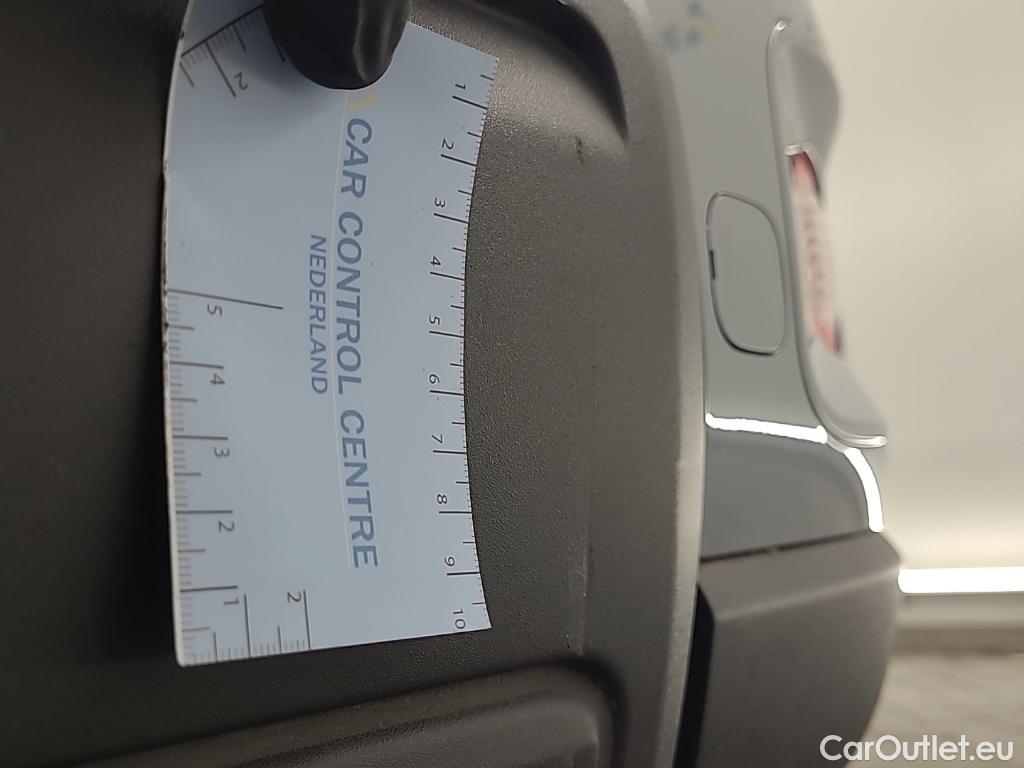 CAR CONTROL CENTRE
NEDERLAND
1 2 3 4 5 6 7 8 9 10
5 4 3 2 1
2
2
CarOutlet.eu